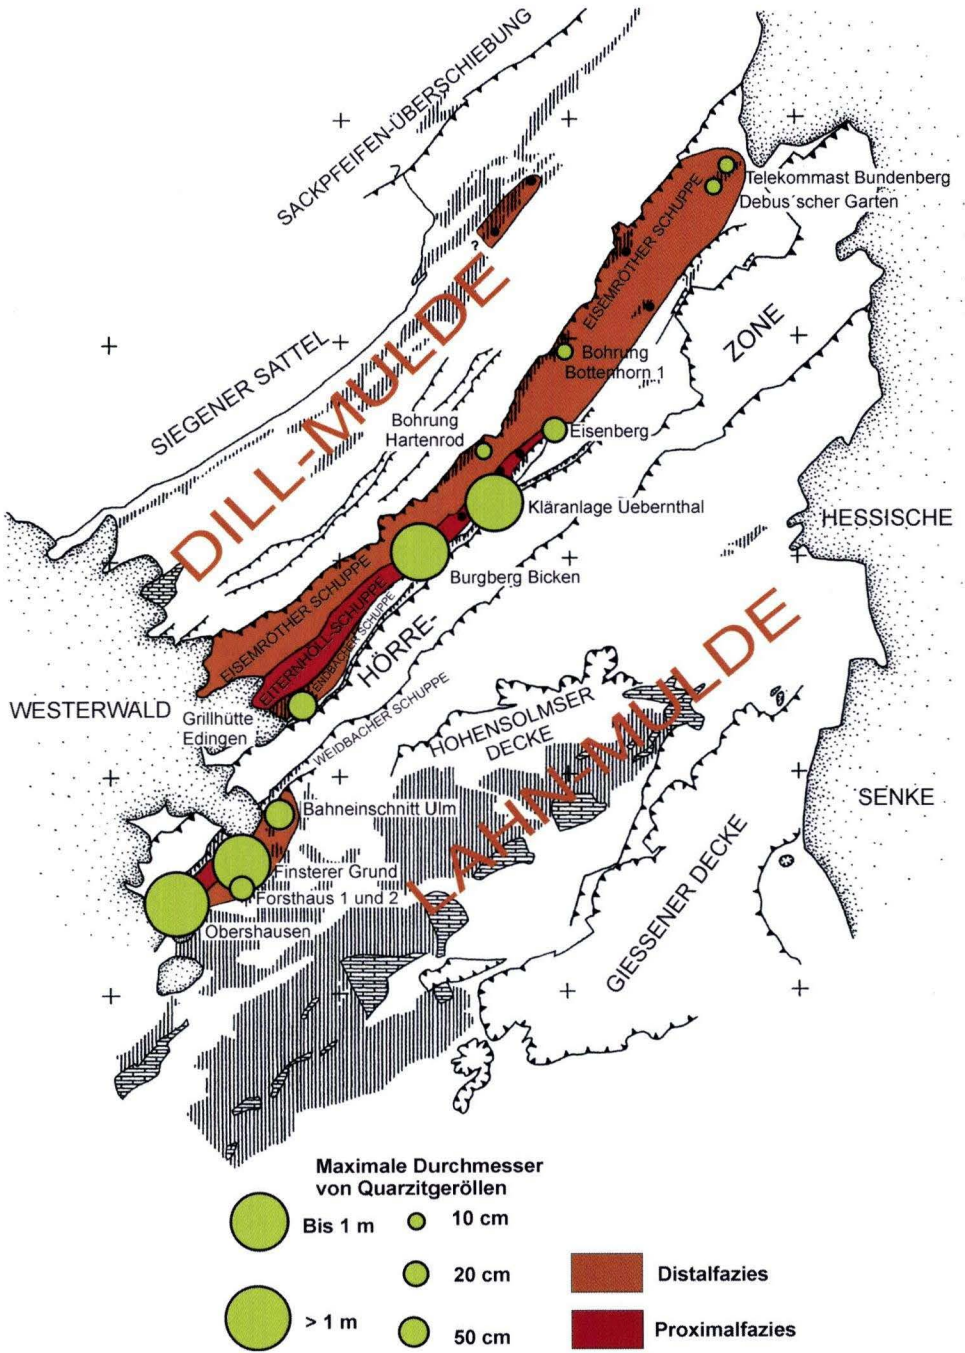 SACKPFEIFEN-ÜBERSCHIEBUNG
Telekommast Bundenberg
Debus´scher Garten
EISEMRÖTHER SCHUPPE
?
DILL-MULDE
ZONE
SIEGENER SATTEL
Bohrung
Bottenhorn 1
Bohrung
Hartenrod
Eisenberg
Kläranlage Uebernthal
HESSISCHE
Burgberg Bicken
EISEMRÖTHER SCHUPPE
EITERNHÖLL-SCHUPPE
ENDBACHER SCHUPPE
HÖRRE-
WESTERWALD
Grillhütte
Edingen
WEIDBACHER SCHUPPE
LAHN-MULDE
HOHENSOLMSER
DECKE
SENKE
Bahneinschnitt Ulm
Finsterer Grund
Forsthaus 1 und 2
Obershausen
GIESSENER DECKE
Maximale Durchmesser
von Quarzitgeröllen
Bis 1 m
10 cm
20 cm
> 1 m
50 cm
Distalfazies
Proximalfazies